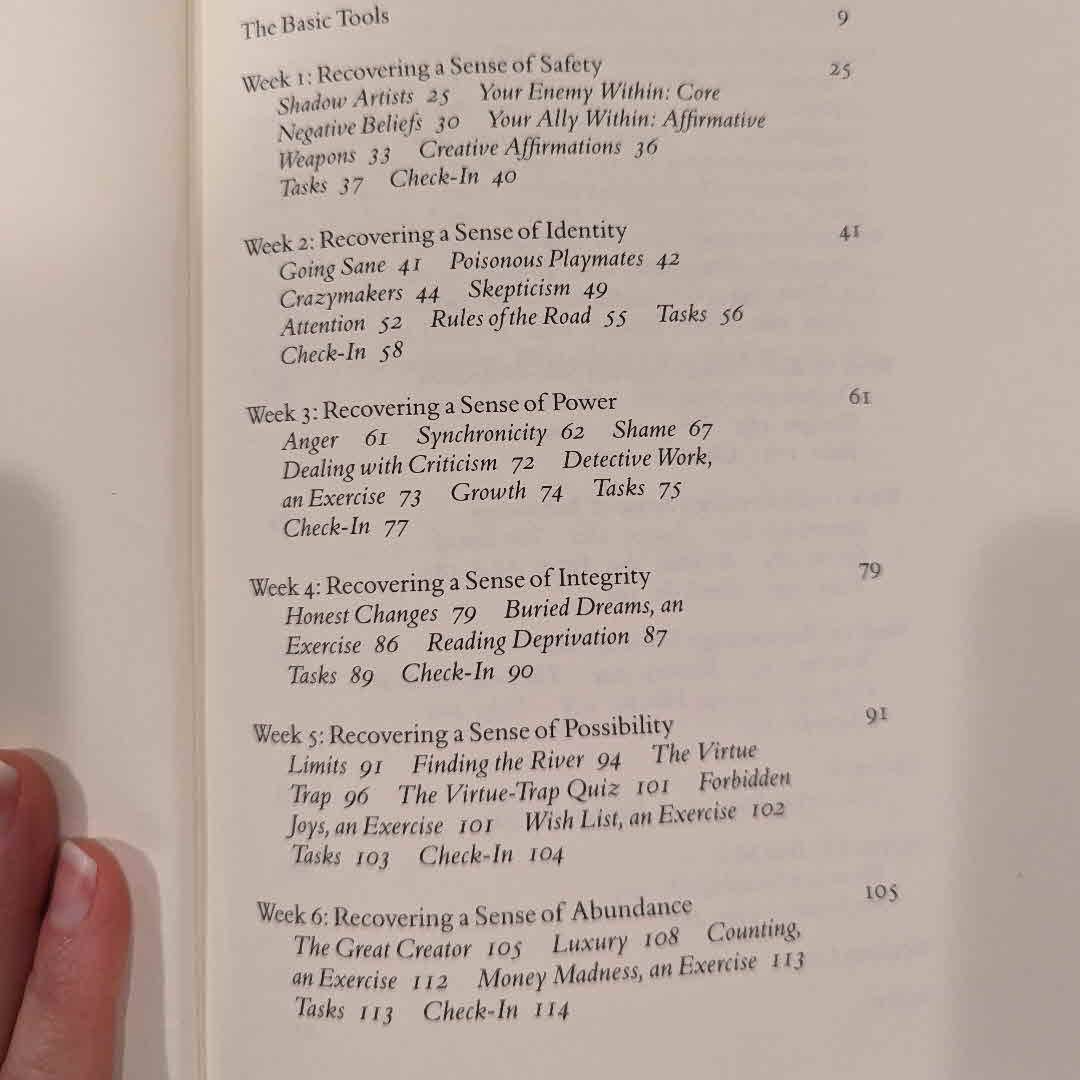 The Basic Tools 9
Week 1: Recovering a Sense of Safety 25
Shadow Artists 25 Your Enemy Within: Core
Negative Beliefs 30 Your Ally Within: Affirmative
Weapons 33 Creative Affirmations 36
Tasks 37 Check-In 40
Week 2: Recovering a Sense of Identity 41
Going Sane 41 Poisonous Playmates 42
Crazymakers 44 Skepticism 49
Attention 52 Rules of the Road 55 Tasks 56
Check-In 58
Week 3: Recovering a Sense of Power 61
Anger 61 Synchronicity 62 Shame 67
Dealing with Criticism 72 Detective Work,
an Exercise 73 Growth 74 Tasks 75
Check-In 77
Week 4: Recovering a Sense of Integrity 79
Honest Changes 79 Buried Dreams, an
Exercise 86 Reading Deprivation 87
Tasks 89 Check-In 90
Week 5: Recovering a Sense of Possibility 91
Limits 91 Finding the River 94 The Virtue
Trap 96 The Virtue-Trap Quiz 101 Forbidden
Joys, an Exercise 101 Wish List, an Exercise 102
Tasks 103 Check-In 104
Week 6: Recovering a Sense of Abundance 105
The Great Creator 105 Luxury 108 Counting,
an Exercise 112 Money Madness, an Exercise 113
Tasks 113 Check-In 114